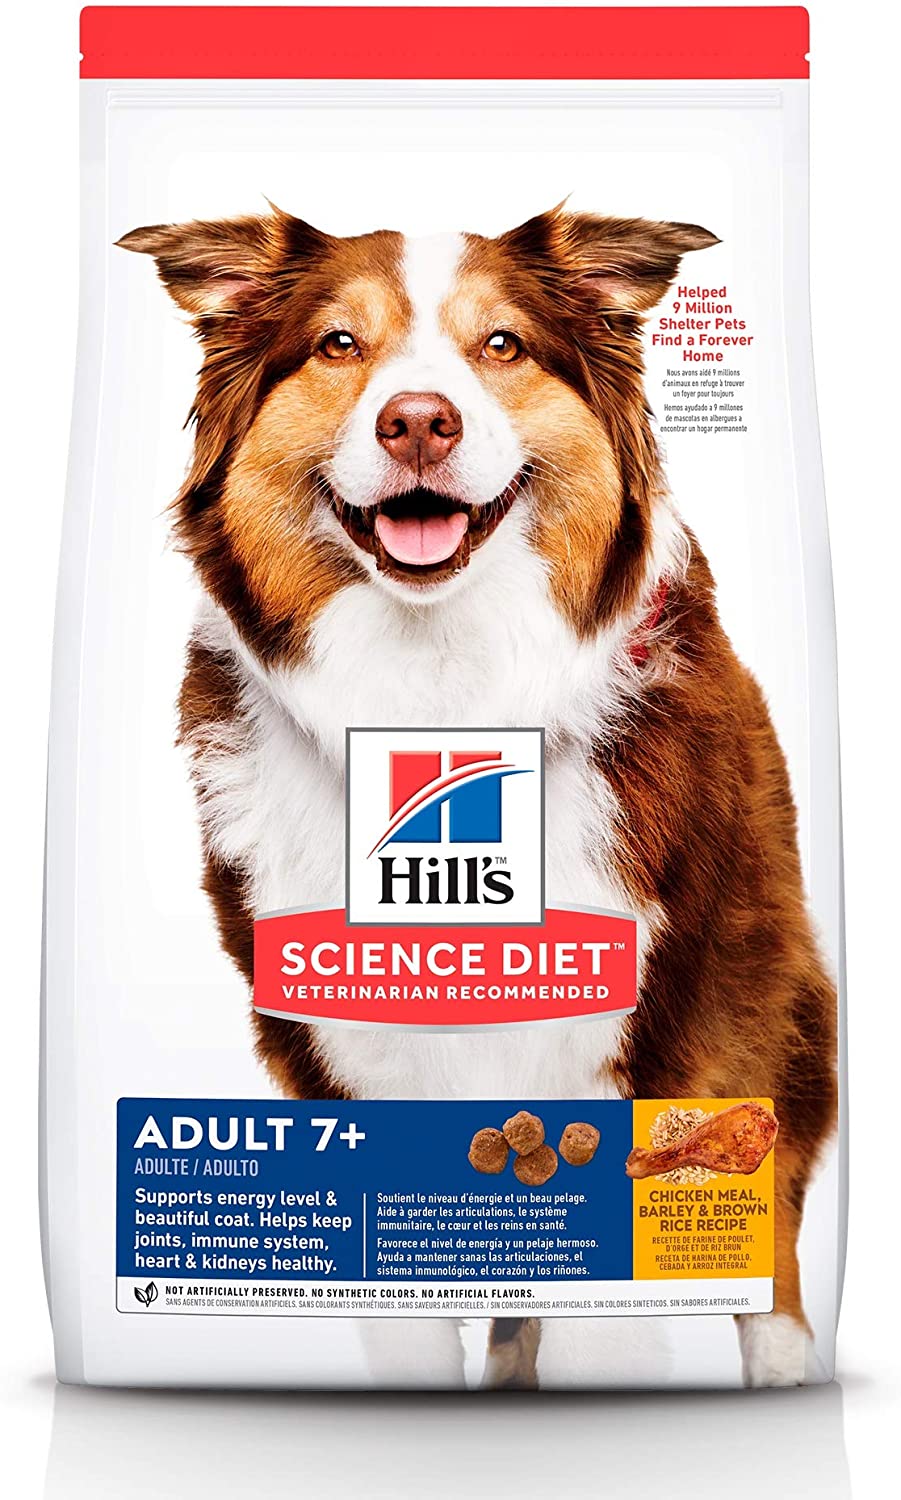 Helped
9 Million
Shelter Pets
Find a Forever
Home
Nous avons aidé 9 millions
d'animaux en refuge à trouver
un foyer pour toujours
Hemos ayudado a 9 millones
de mascotas en albergues a
encontrar un hogar permanente
Hill's™
SCIENCE DIET™
VETERINARIAN RECOMMENDED
ADULT 7+
ADULTE / ADULTO
Supports energy level &
beautiful coat. Helps keep
joints, immune system,
heart & kidneys healthy.
Soutient le niveau d'énergie et un beau pelage.
Aide à garder les articulations, le système
immunitaire, le cœur et les reins en santé.
Favorece el nivel de energía y un pelaje hermoso.
Ayuda a mantener sanas las articulaciones, el
sistema inmunológico, el corazón y los riñones.
CHICKEN MEAL,
BARLEY & BROWN
RICE RECIPE
RECETTE DE FARINE DE POULET,
D'ORGE ET DE RIZ BRUN
RECETA DE HARINA DE POLLO,
CEBADA Y ARROZ INTEGRAL
NOT ARTIFICIALLY PRESERVED. NO SYNTHETIC COLORS. NO ARTIFICIAL FLAVORS.
SANS AGENTS DE CONSERVATION ARTIFICIELS. SANS COLORANTS SYNTHÉTIQUES. SANS SAVEURS ARTIFICIELLES. / SIN CONSERVADORES ARTIFICIALES. SIN COLORES SINTETICOS. SIN SABORES ARTIFICIALES.